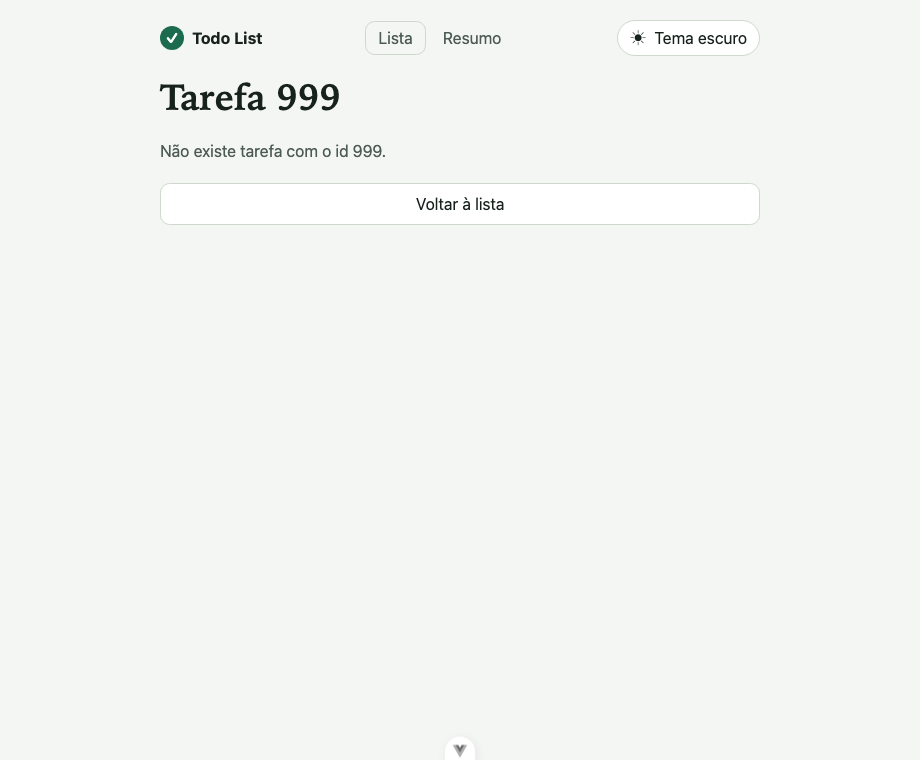 Todo List
Lista
Resumo
Tema escuro
Tarefa 999
Não existe tarefa com o id 999.
Voltar à lista